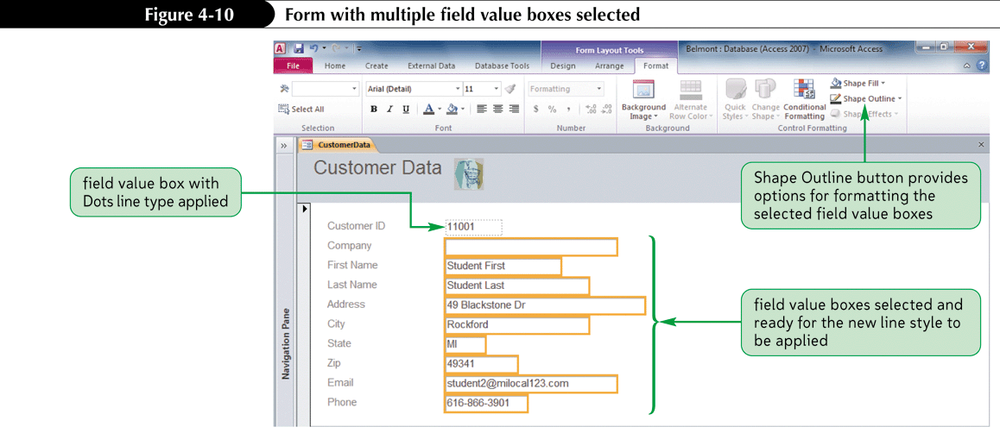 Figure 4-10
Form with multiple field value boxes selected
Form Layout Tools
Belmont : Database (Access 2007) - Microsoft Access
File
Home
Create
External Data
Database Tools
Design
Arrange
Format
Arial (Detail)
11
Formatting
Shape Fill
Select All
B I U A
$ % ,
Background
Image
Alternate
Row Color
Quick
Styles
Change
Shape
Conditional
Formatting
Shape Outline
Shape Effects
Selection
Font
Number
Background
Control Formatting
CustomerData
Customer Data
field value box with
Dots line type applied
Shape Outline button provides
options for formatting the
selected field value boxes
Customer ID 11001
Company
First Name Student First
Last Name Student Last
Address 49 Blackstone Dr
City Rockford
State MI
Zip 49341
Email student2@milocal123.com
Phone 616-866-3901
field value boxes selected and
ready for the new line style to
be applied
Navigation Pane